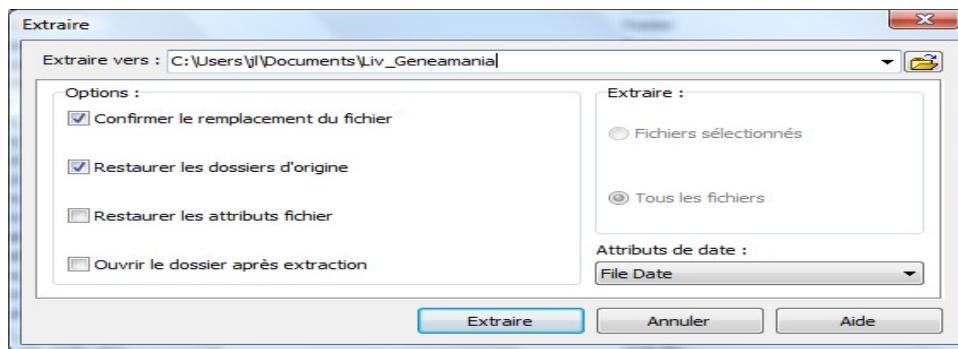 Extraire
Extraire vers : C:\Users\jl\Documents\Liv_Geneamania
Options :
Confirmer le remplacement du fichier
Restaurer les dossiers d'origine
Restaurer les attributs fichier
Ouvrir le dossier après extraction
Extraire :
Fichiers sélectionnés
Tous les fichiers
Attributs de date :
File Date
Extraire
Annuler
Aide